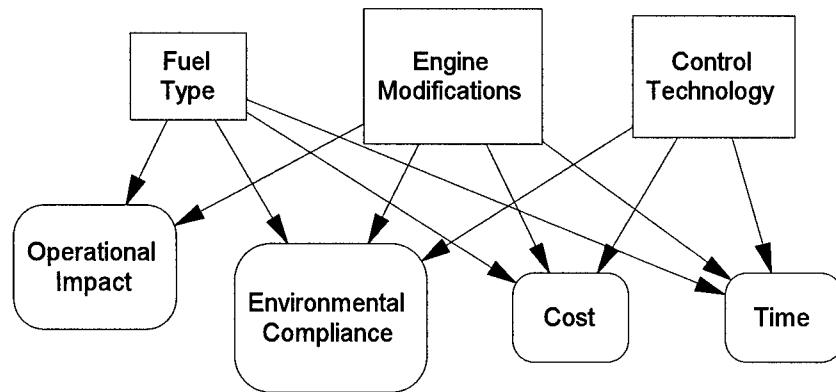 Fuel
Type
Engine
Modifications
Control
Technology
Operational
Impact
Environmental
Compliance
Cost
Time